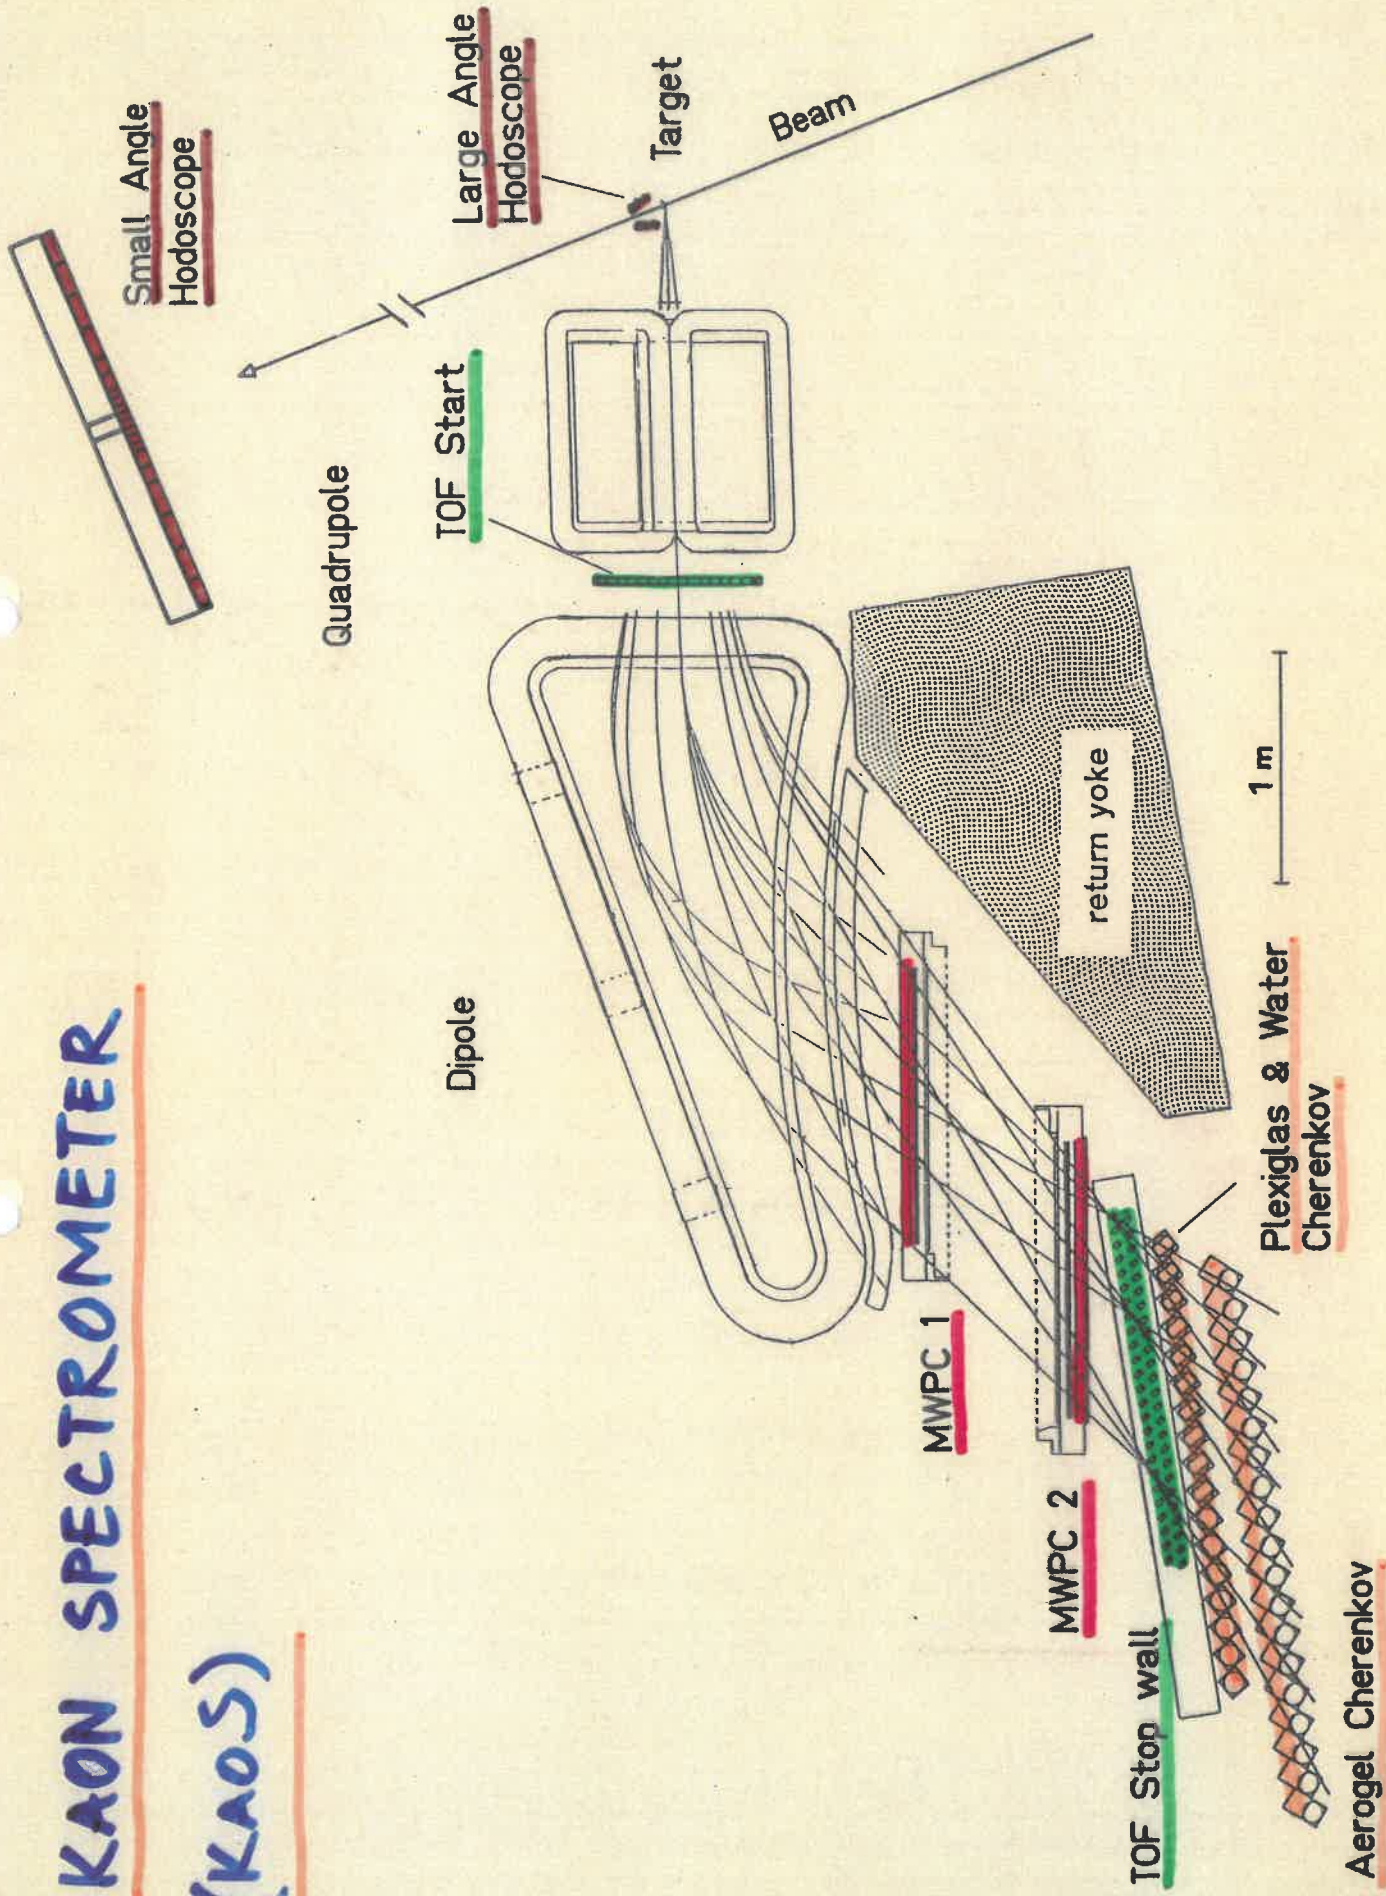 KAON SPECTROMETER
(KAOS)
Small Angle
Hodoscope
Large Angle
Hodoscope
Target
Beam
Quadrupole
TOF Start
Dipole
return yoke
1 m
MWPC 1
MWPC 2
Plexiglas & Water
Cherenkov
TOF Stop wall
Aerogel Cherenkov